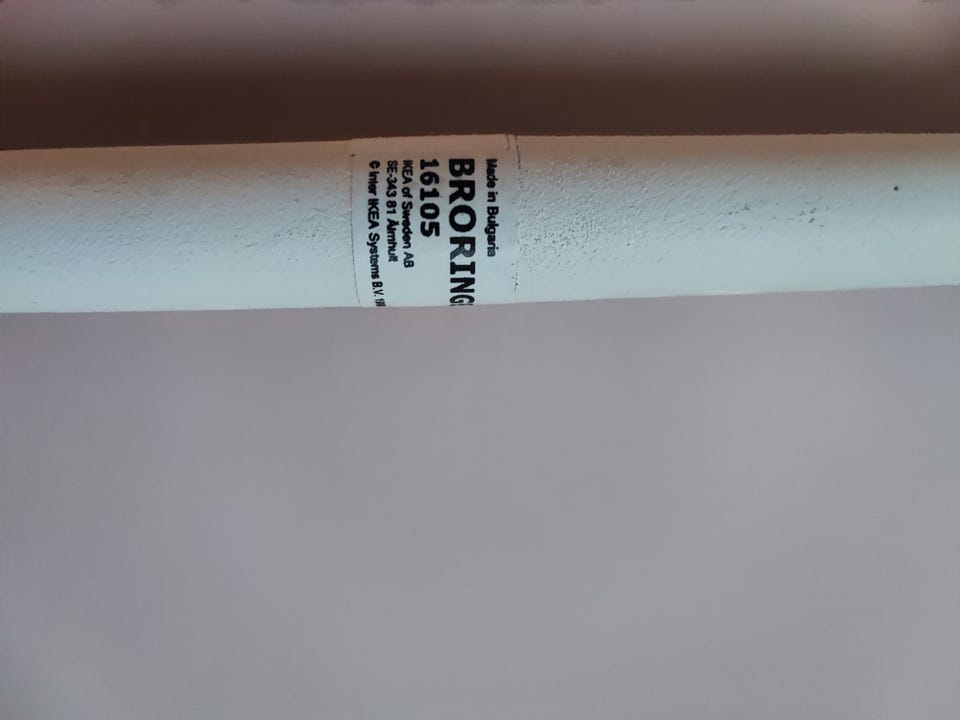 Made in Bulgaria
BRORING
16105
IKEA of Sweden AB
SE-343 81 Älmhult
© Inter IKEA Systems B.V.